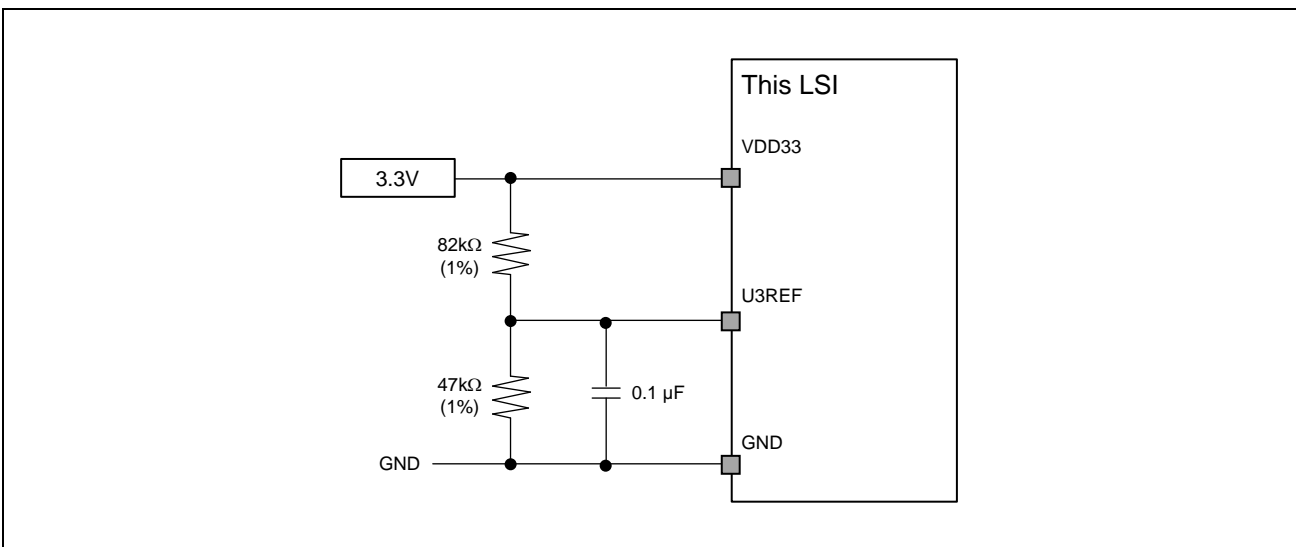 This LSI
VDD33
3.3V
82kΩ
(1%)
U3REF
47kΩ
(1%)
0.1 µF
GND
GND